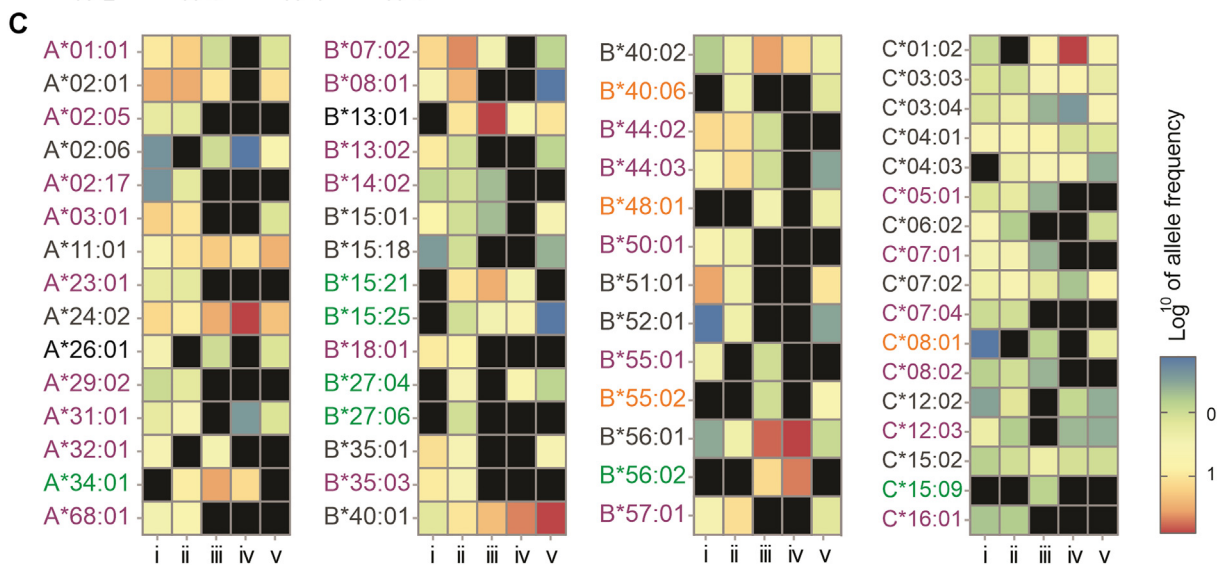 C
A*01:01
A*02:01
A*02:05
A*02:06
A*02:17
A*03:01
A*11:01
A*23:01
A*24:02
A*26:01
A*29:02
A*31:01
A*32:01
A*34:01
A*68:01
i ii iii iv v
B*07:02
B*08:01
B*13:01
B*13:02
B*14:02
B*15:01
B*15:18
B*15:21
B*15:25
B*18:01
B*27:04
B*27:06
B*35:01
B*35:03
B*40:01
i ii iii iv v
B*40:02
B*40:06
B*44:02
B*44:03
B*48:01
B*50:01
B*51:01
B*52:01
B*55:01
B*55:02
B*56:01
B*56:02
B*57:01
i ii iii iv v
C*01:02
C*03:03
C*03:04
C*04:01
C*04:03
C*05:01
C*06:02
C*07:01
C*07:02
C*07:04
C*08:01
C*08:02
C*12:02
C*12:03
C*15:02
C*15:09
C*16:01
i ii iii iv v
Log10 of allele frequency
0
1